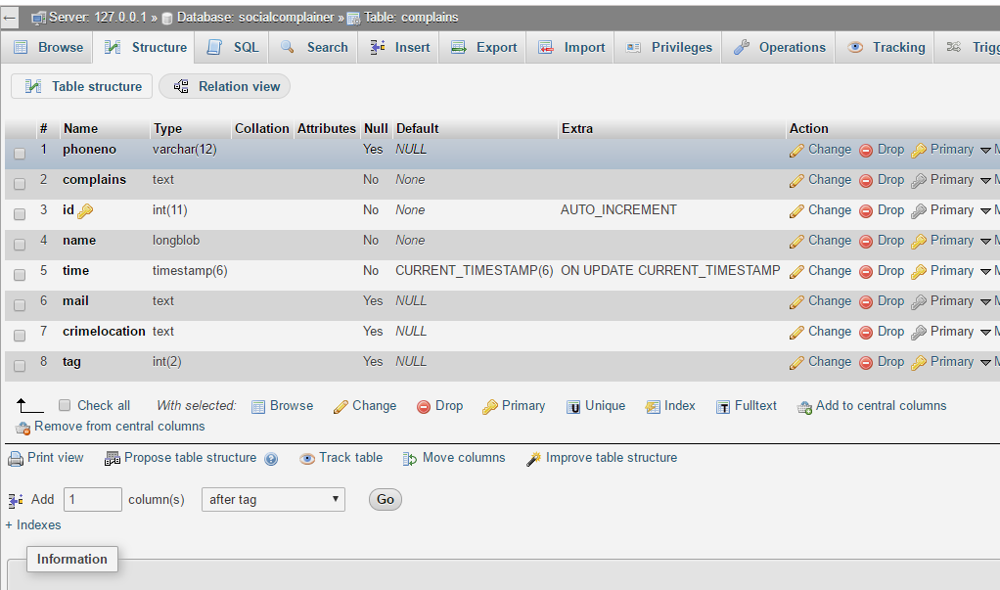 Server: 127.0.0.1 » Database: socialcomplainer » Table: complains
Browse Structure SQL Search Insert Export Import Privileges Operations Tracking Trigg
Table structure Relation view
# Name Type Collation Attributes Null Default Extra Action
1 phoneno varchar(12) Yes NULL Change Drop Primary M
2 complains text No None Change Drop Primary M
3 id int(11) No None AUTO_INCREMENT Change Drop Primary M
4 name longblob No None Change Drop Primary M
5 time timestamp(6) No CURRENT_TIMESTAMP(6) ON UPDATE CURRENT_TIMESTAMP Change Drop Primary M
6 mail text Yes NULL Change Drop Primary M
7 crimelocation text Yes NULL Change Drop Primary M
8 tag int(2) Yes NULL Change Drop Primary M
Check all With selected: Browse Change Drop Primary Unique Index Fulltext Add to central columns
Remove from central columns
Print view Propose table structure Track table Move columns Improve table structure
Add 1 column(s) after tag Go
+ Indexes
Information